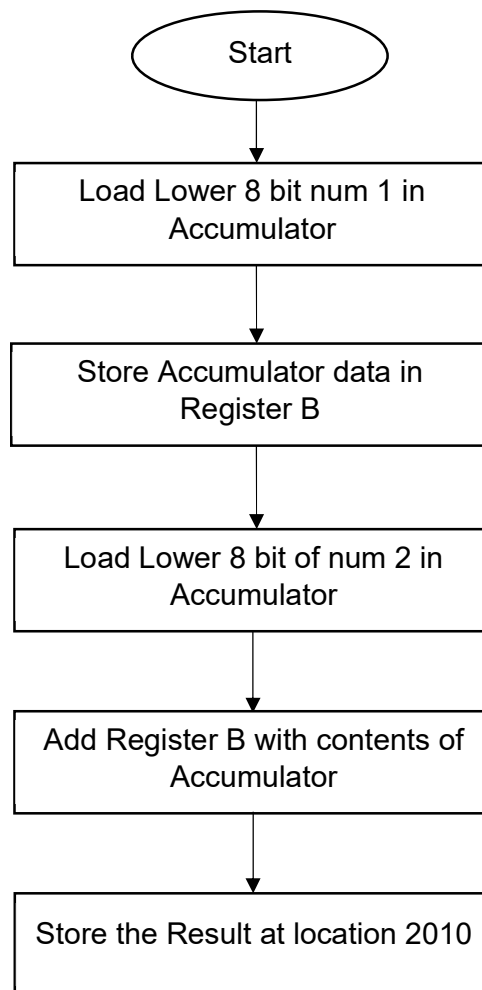 Start
Load Lower 8 bit num 1 in
Accumulator
Store Accumulator data in
Register B
Load Lower 8 bit of num 2 in
Accumulator
Add Register B with contents of
Accumulator
Store the Result at location 2010